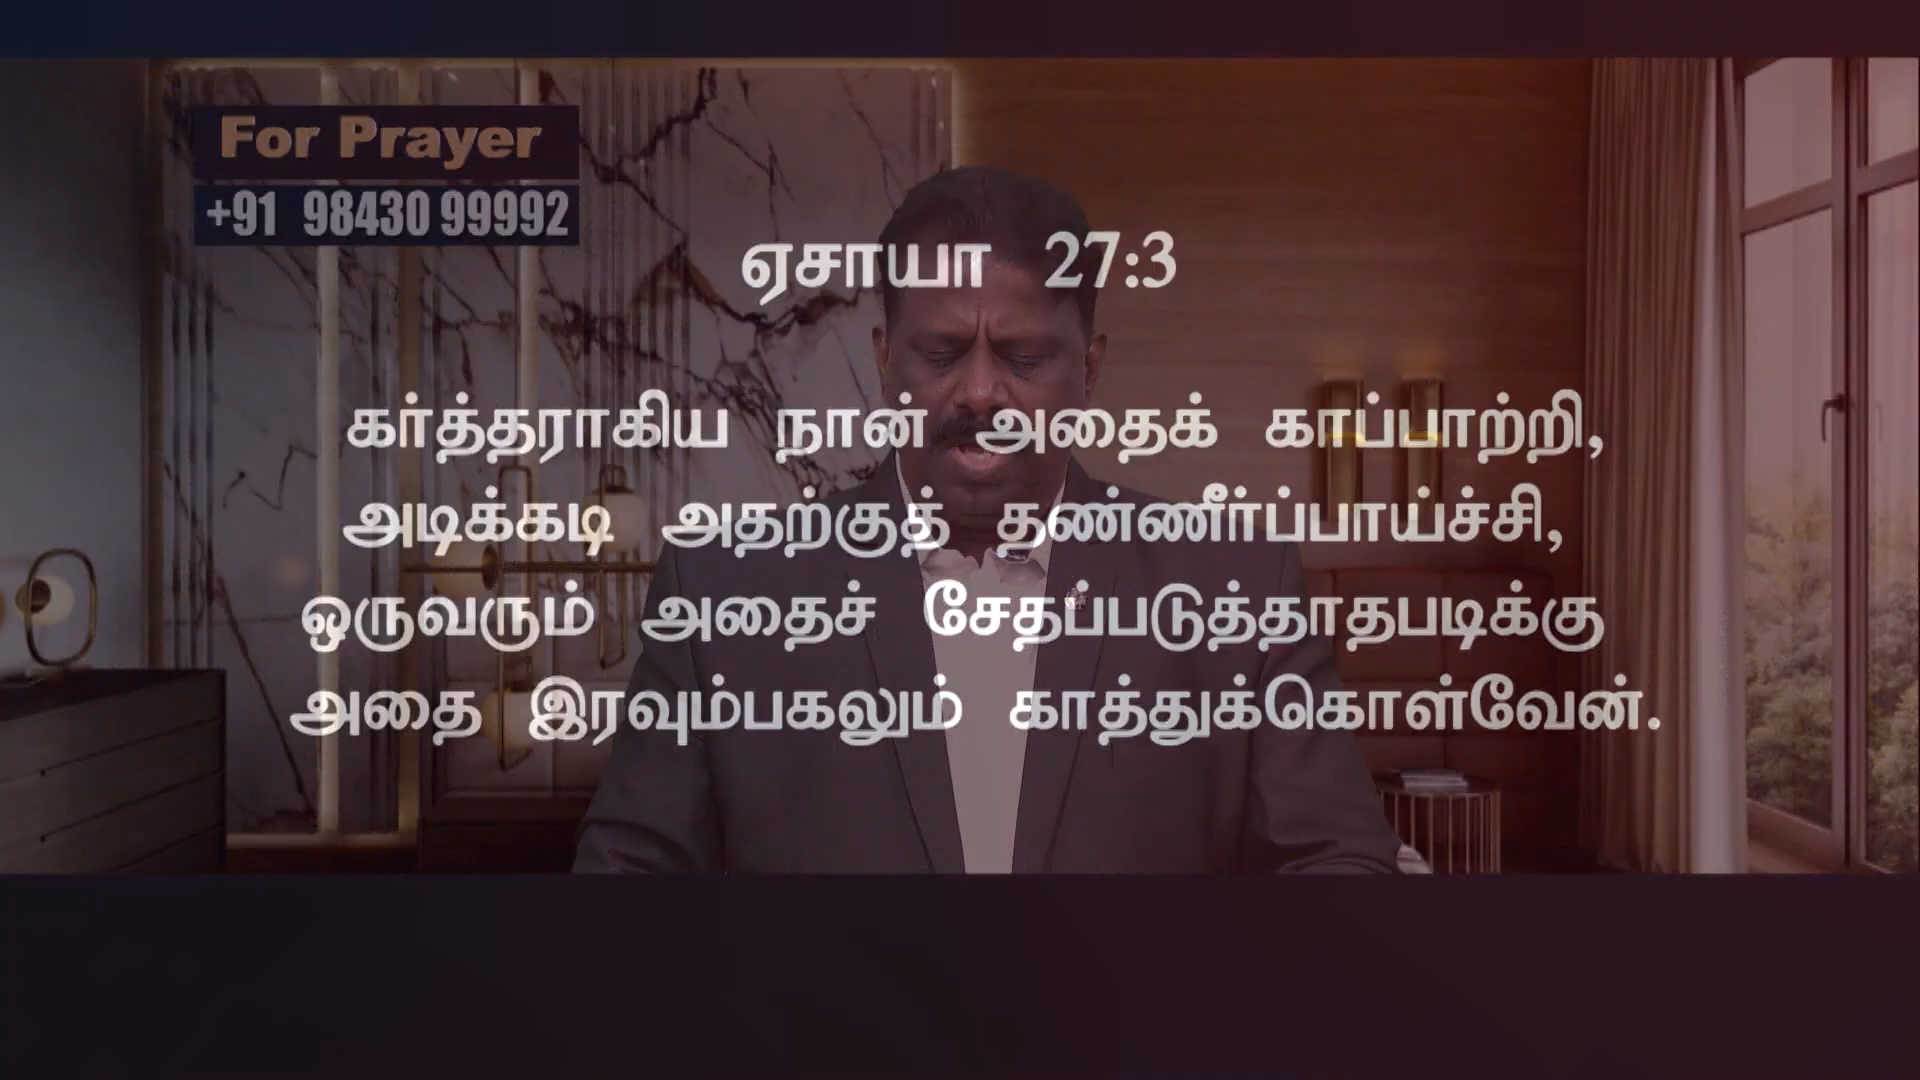 For Prayer
+91 98430 99992
ஏசாயா 27:3
கர்த்தராகிய நான் அதைக் காப்பாற்றி,
அடிக்கடி அதற்குத் தண்ணீர்ப்பாய்ச்சி,
ஒருவரும் அதைச் சேதப்படுத்தாதபடிக்கு
அதை இரவும்பகலும் காத்துக்கொள்வேன்.